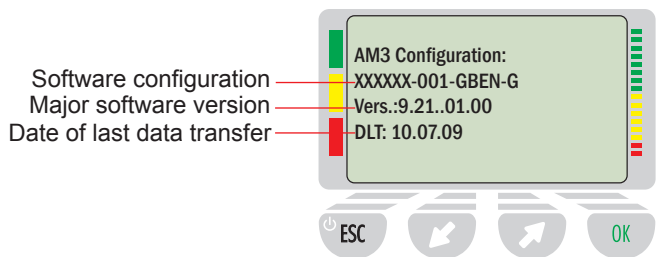 AM3 Configuration:
Software configuration XXXXXX-001-GBEN-G
Major software version Vers.:9.21..01.00
Date of last data transfer DLT: 10.07.09
ESC OK